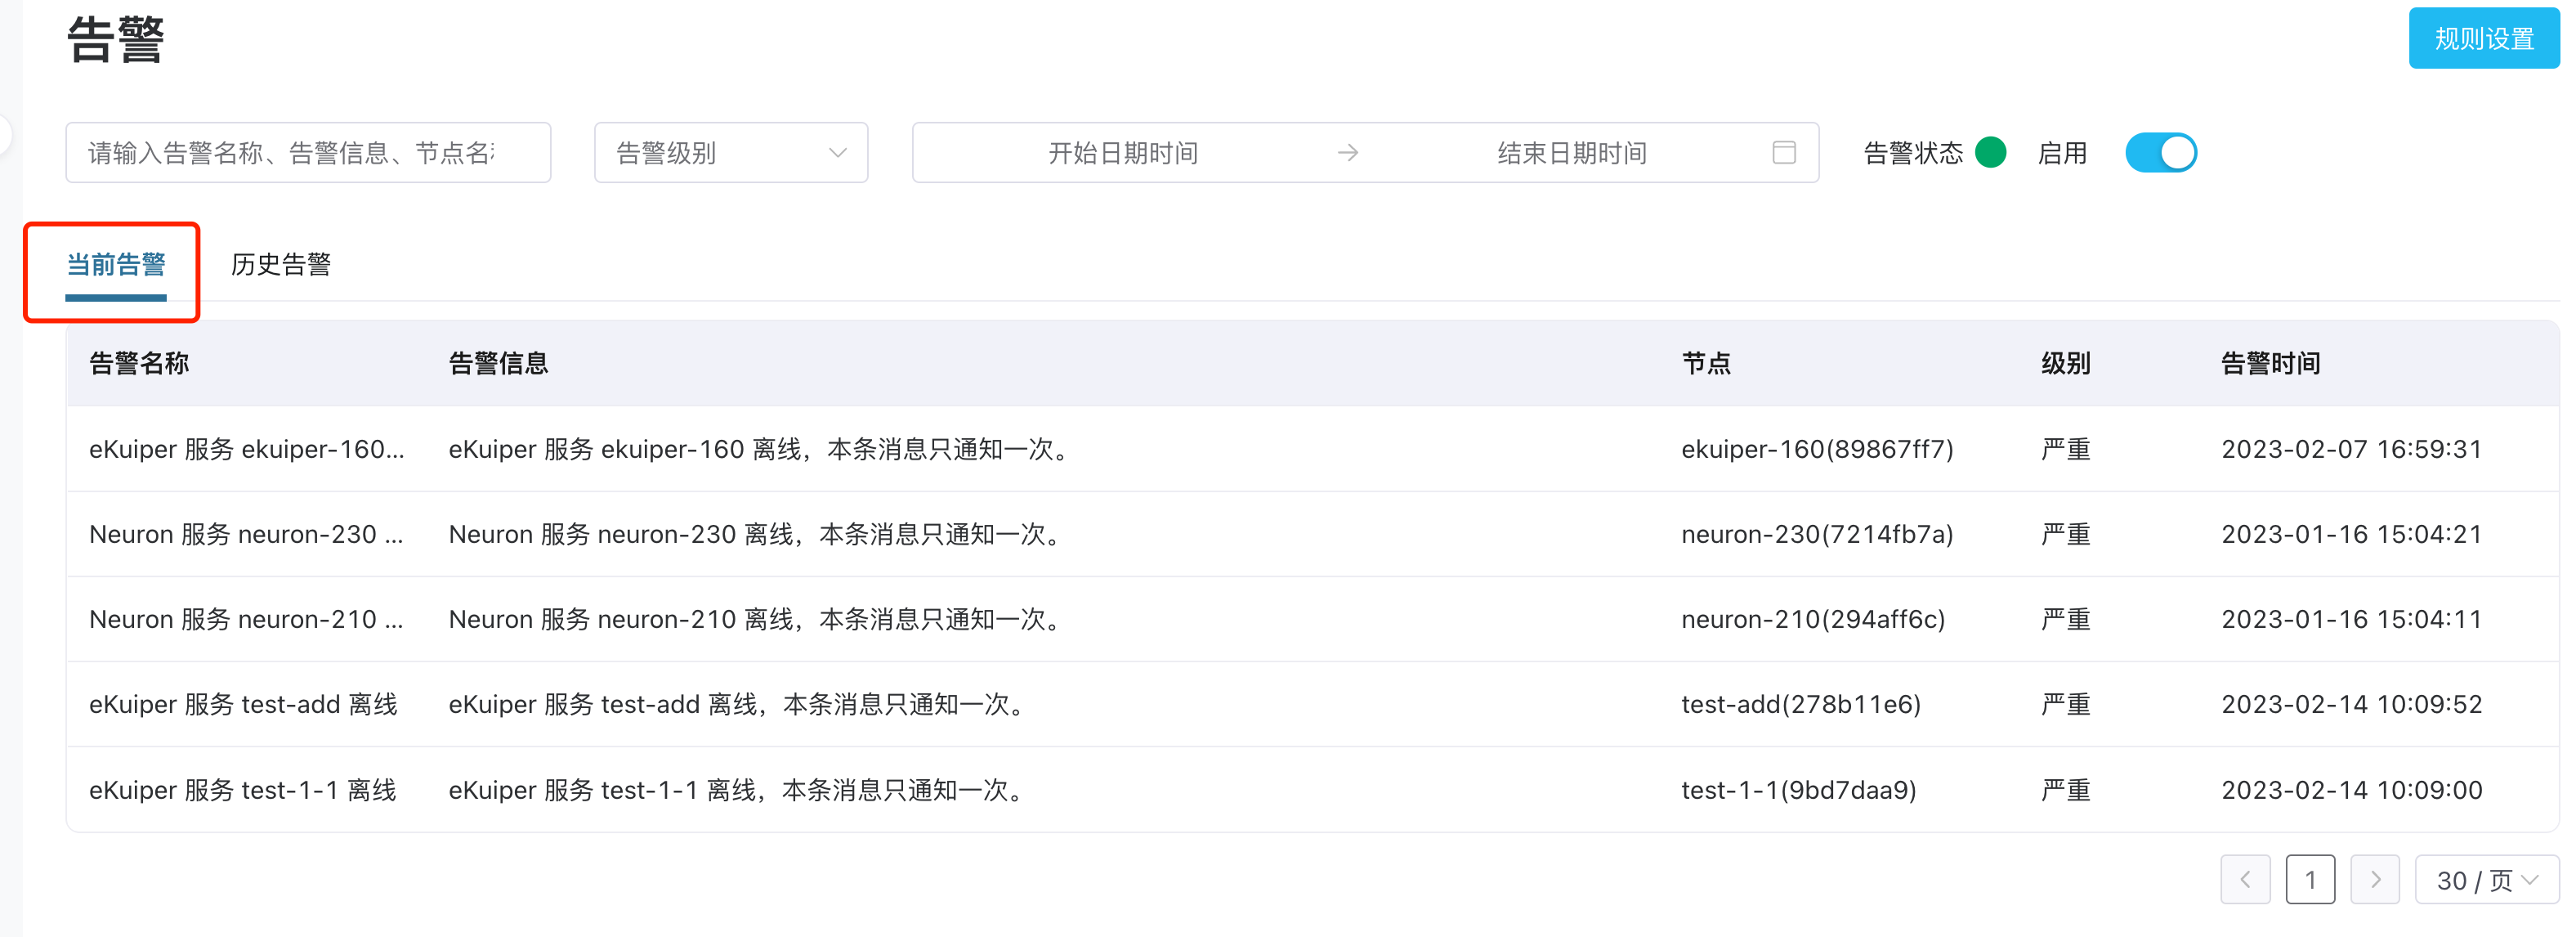 告警
规则设置
请输入告警名称、告警信息、节点名
告警级别
开始日期时间
结束日期时间
告警状态
启用
当前告警 历史告警
告警名称 告警信息 节点 级别 告警时间
eKuiper 服务 ekuiper-160... eKuiper 服务 ekuiper-160 离线，本条消息只通知一次。 ekuiper-160(89867ff7) 严重 2023-02-07 16:59:31
Neuron 服务 neuron-230 ... Neuron 服务 neuron-230 离线，本条消息只通知一次。 neuron-230(7214fb7a) 严重 2023-01-16 15:04:21
Neuron 服务 neuron-210 ... Neuron 服务 neuron-210 离线，本条消息只通知一次。 neuron-210(294aff6c) 严重 2023-01-16 15:04:11
eKuiper 服务 test-add 离线 eKuiper 服务 test-add 离线，本条消息只通知一次。 test-add(278b11e6) 严重 2023-02-14 10:09:52
eKuiper 服务 test-1-1 离线 eKuiper 服务 test-1-1 离线，本条消息只通知一次。 test-1-1(9bd7daa9) 严重 2023-02-14 10:09:00
1 30 / 页